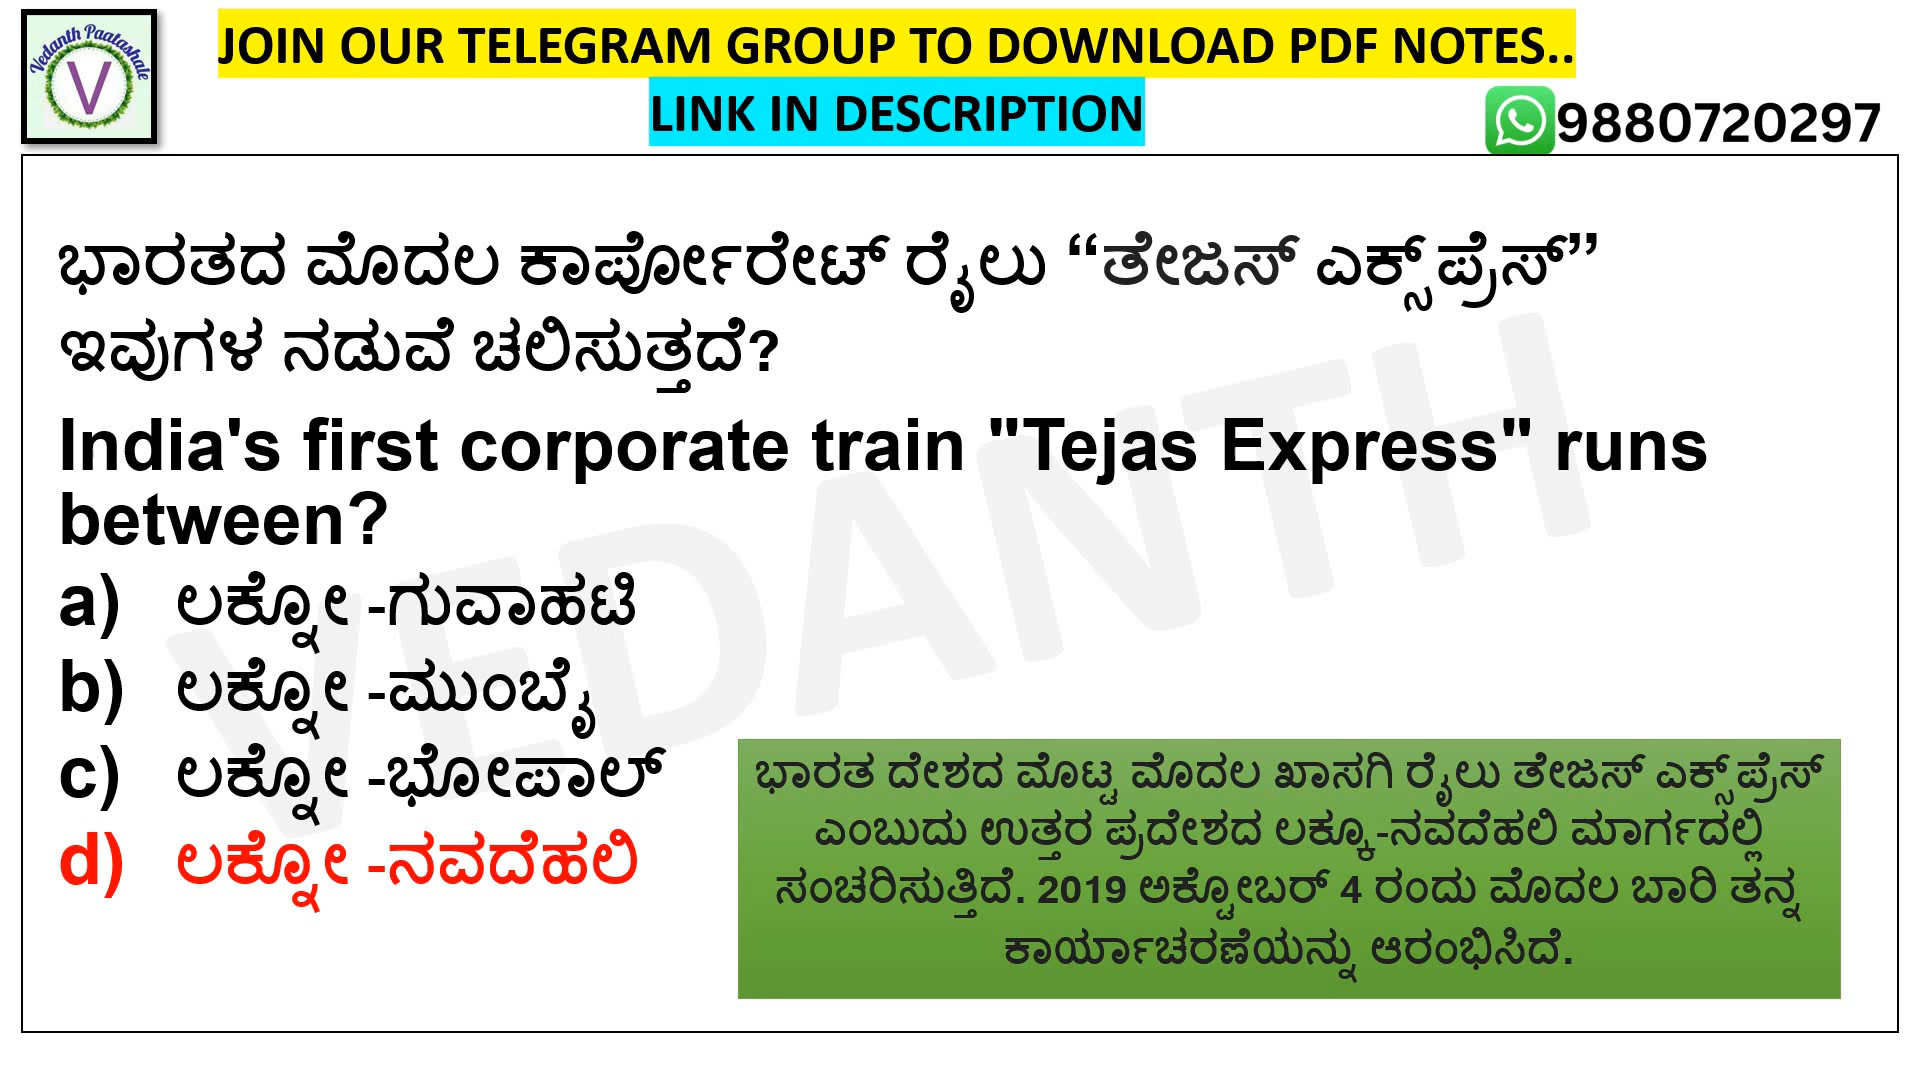 Vedanth Paatashale
V
JOIN OUR TELEGRAM GROUP TO DOWNLOAD PDF NOTES..
LINK IN DESCRIPTION
9880720297
ಭಾರತದ ಮೊದಲ ಕಾರ್ಪೋರೇಟ್ ರೈಲು “ತೇಜಸ್ ಎಕ್ಸ್‌ಪ್ರೆಸ್”
ಇವುಗಳ ನಡುವೆ ಚಲಿಸುತ್ತದೆ?
India's first corporate train "Tejas Express" runs
between?
a) ಲಕ್ನೋ -ಗುವಾಹಟಿ
b) ಲಕ್ನೋ -ಮುಂಬೈ
c) ಲಕ್ನೋ -ಭೋಪಾಲ್
d) ಲಕ್ನೋ -ನವದೆಹಲಿ
ಭಾರತ ದೇಶದ ಮೊಟ್ಟ ಮೊದಲ ಖಾಸಗಿ ರೈಲು ತೇಜಸ್ ಎಕ್ಸ್‌ಪ್ರೆಸ್
ಎಂಬುದು ಉತ್ತರ ಪ್ರದೇಶದ ಲಕ್ಕೂ-ನವದೆಹಲಿ ಮಾರ್ಗದಲ್ಲಿ
ಸಂಚರಿಸುತ್ತಿದೆ. 2019 ಅಕ್ಟೋಬರ್ 4 ರಂದು ಮೊದಲ ಬಾರಿ ತನ್ನ
ಕಾರ್ಯಾಚರಣೆಯನ್ನು ಆರಂಭಿಸಿದೆ.
VEDANTH